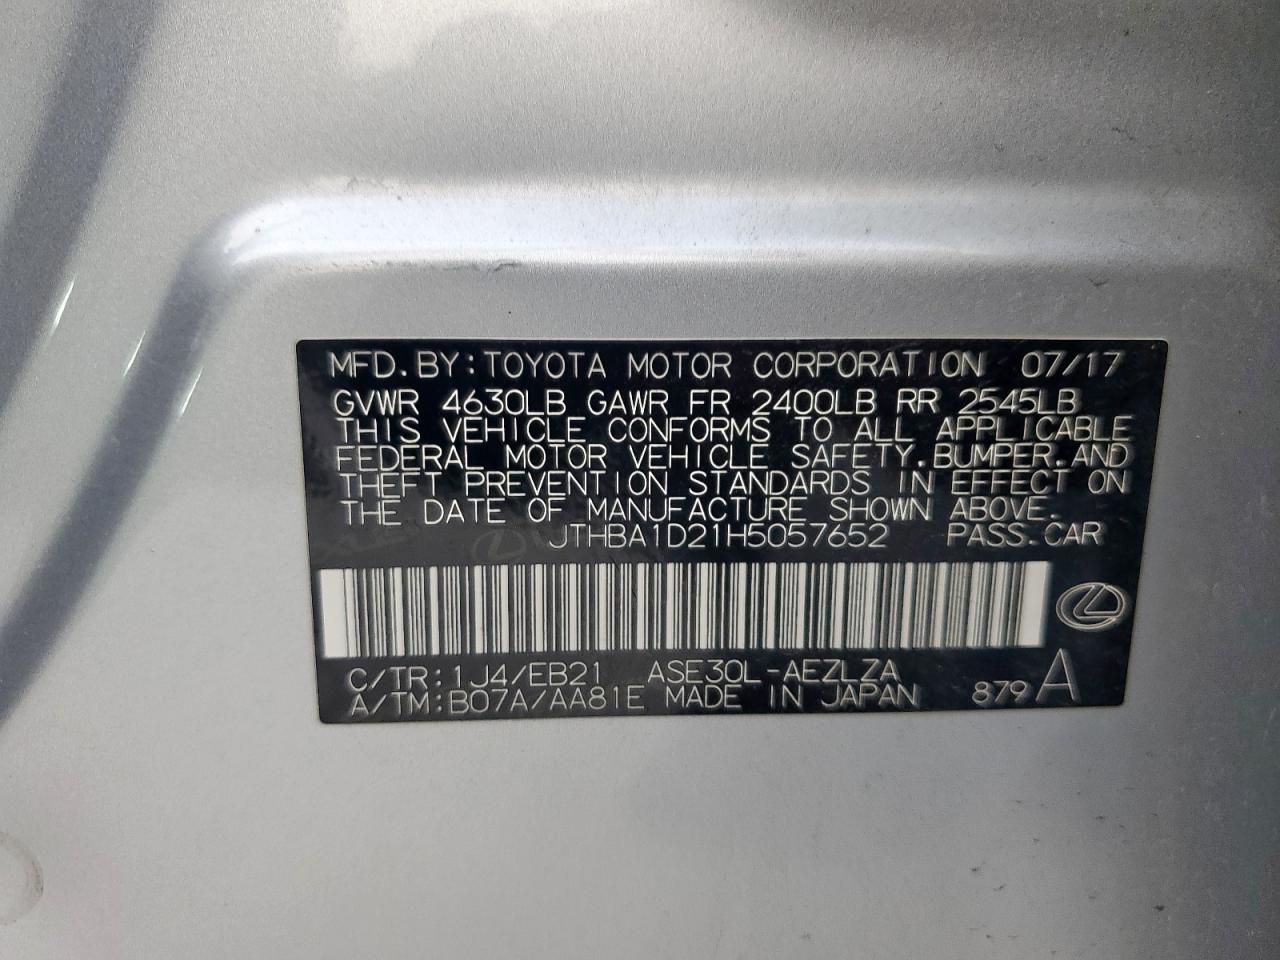 MFD.BY:TOYOTA MOTOR CORPORATION 07/17
GVWR 4630LB GAWR FR 2400LB RR 2545LB
THIS VEHICLE CONFORMS TO ALL APPLICABLE
FEDERAL MOTOR VEHICLE SAFETY,BUMPER,AND
THEFT PREVENTION STANDARDS IN EFFECT ON
THE DATE OF MANUFACTURE SHOWN ABOVE.
JTHBA1D21H5057652 PASS.CAR
C/TR:1J4/EB21 ASE30L-AEZLZA
A/TM:B07A/AA81E MADE IN JAPAN 879 A